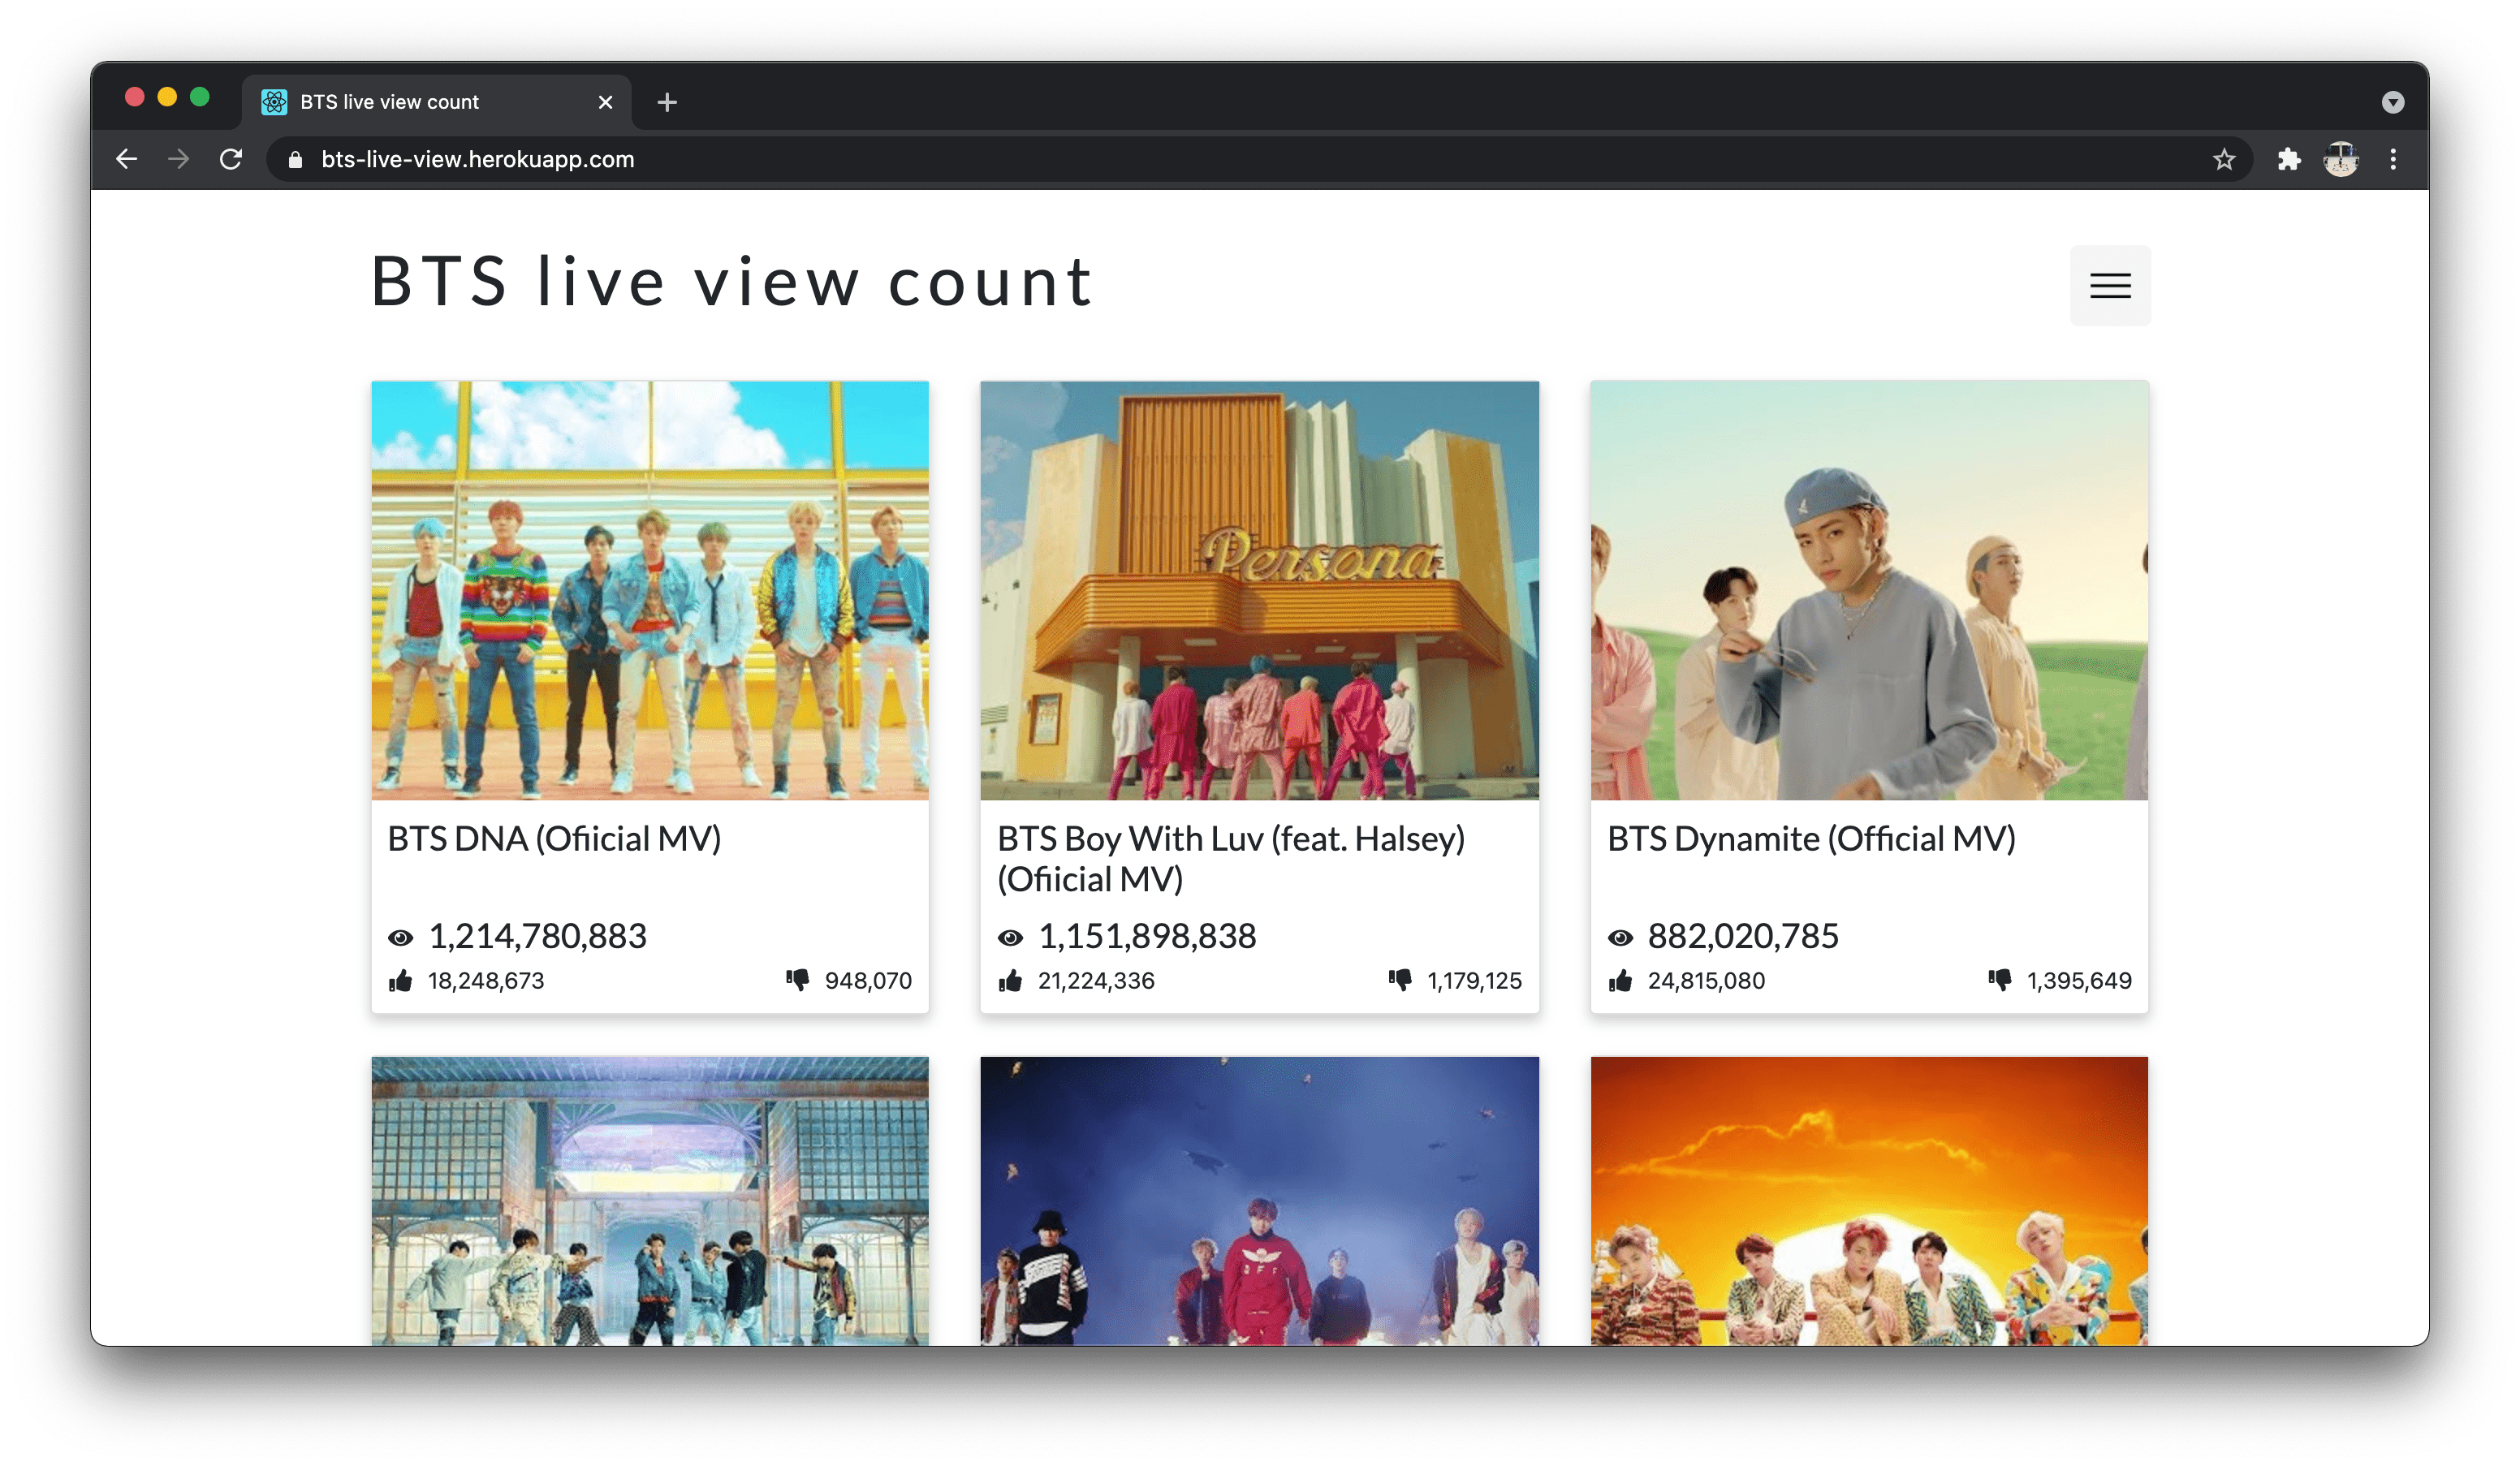 BTS live view count
bts-live-view.herokuapp.com
BTS live view count
Persona
BTS DNA (Ofiicial MV)
1,214,780,883
18,248,673
948,070
BTS Boy With Luv (feat. Halsey)
(Ofiicial MV)
1,151,898,838
21,224,336
1,179,125
BTS Dynamite (Official MV)
882,020,785
24,815,080
1,395,649